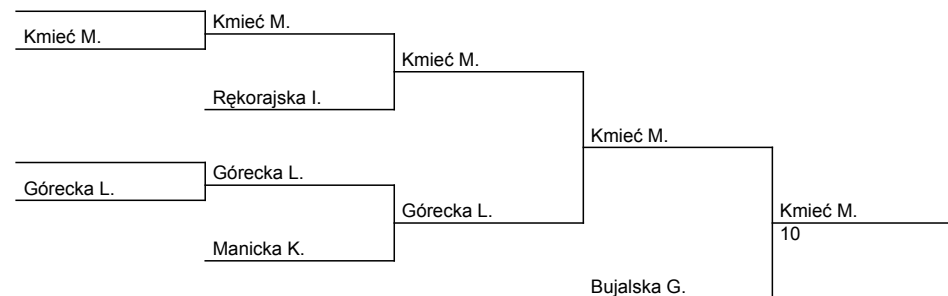 Kmieć M.
Kmieć M.
Rękorajska I.
Kmieć M.
Górecka L.
Górecka L.
Manicka K.
Górecka L.
Kmieć M.
Bujalska G.
Kmieć M.
10